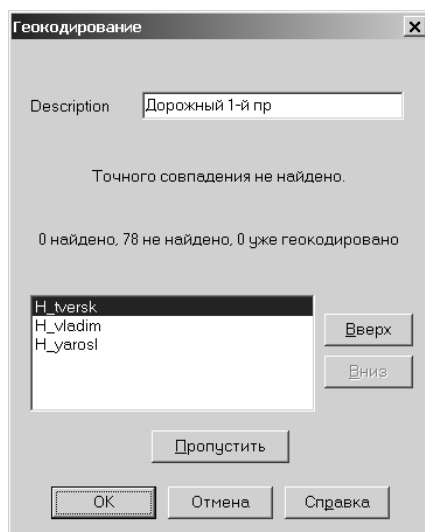 Геокодирование
Description Дорожный 1-й пр
Точного совпадения не найдено.
0 найдено, 78 не найдено, 0 уже геокодировано
H_tversk
H_vladim
H_yarosl
Вверх
Вниз
Пропустить
OK Отмена Справка